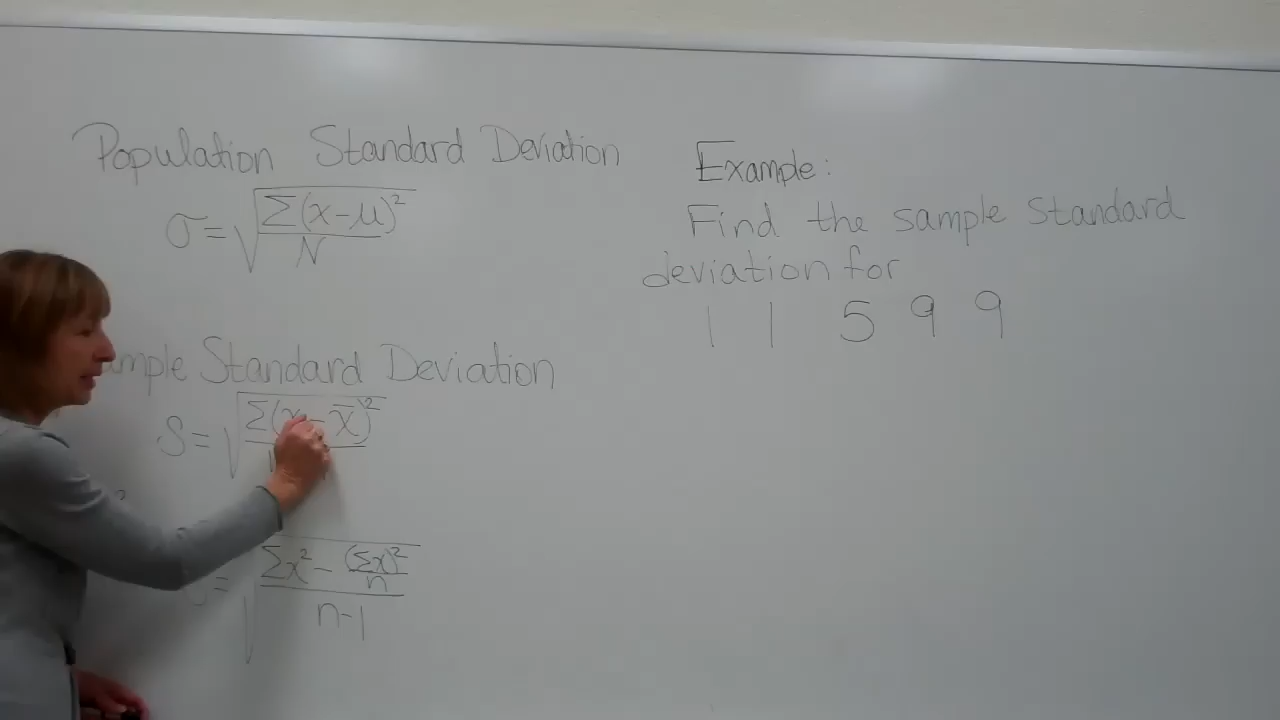 Population Standard Deviation
σ = √(Σ(x-μ)² / N)
mple Standard Deviation
S = √(Σ(x - x̄)²
= √((Σx² - (Σx)²/n) / (n-1))
Example:
Find the sample standard
deviation for
1 1 5 9 9